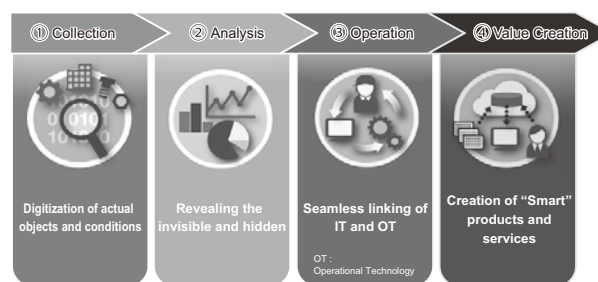 ① Collection
② Analysis
③ Operation
④ Value Creation
Digitization of actual
objects and conditions
Revealing the
invisible and hidden
Seamless linking of
IT and OT
OT :
Operational Technology
Creation of “Smart”
products and
services